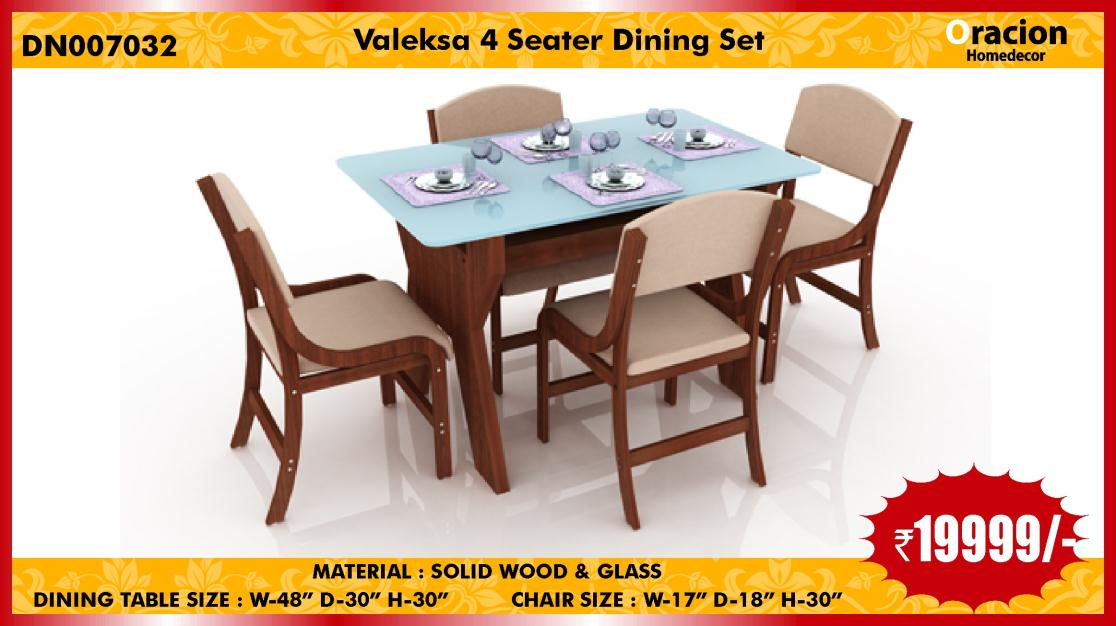 DN007032
Valeksa 4 Seater Dining Set
Oracion
Homedecor
₹19999/-
MATERIAL : SOLID WOOD & GLASS
DINING TABLE SIZE : W-48” D-30” H-30”
CHAIR SIZE : W-17” D-18” H-30”